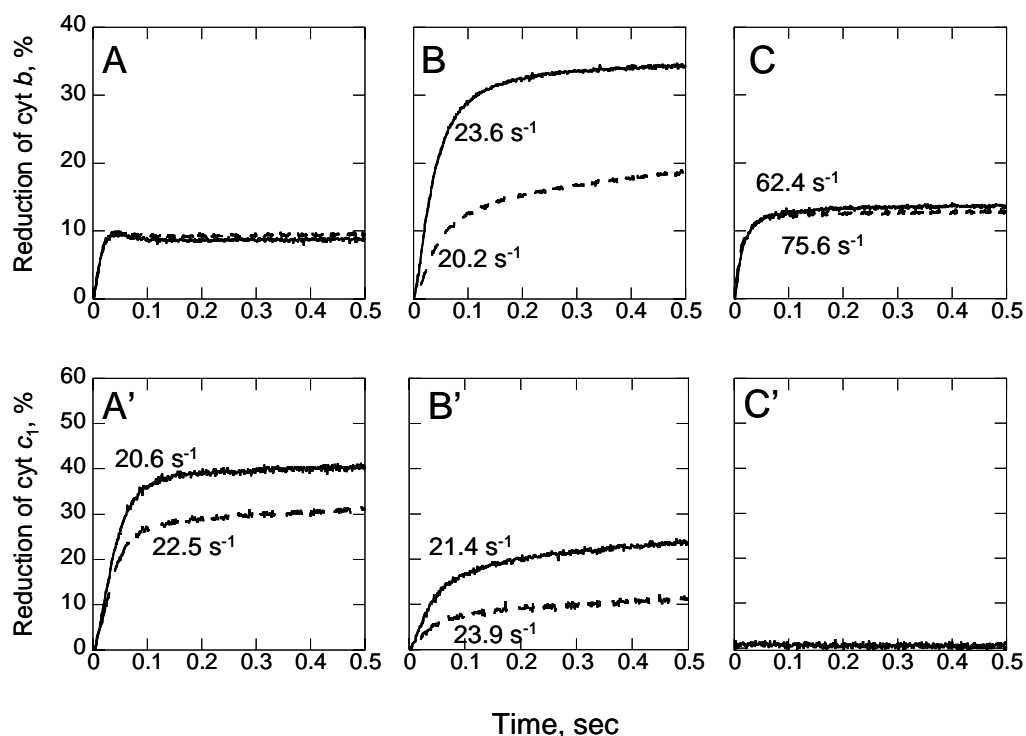 Reduction of cyt b, %
40
30
20
10
0
A
0 0.1 0.2 0.3 0.4 0.5
B
23.6 s⁻¹
20.2 s⁻¹
0 0.1 0.2 0.3 0.4 0.5
C
62.4 s⁻¹
75.6 s⁻¹
0 0.1 0.2 0.3 0.4 0.5
Reduction of cyt c₁, %
60
50
40
30
20
10
0
A’
20.6 s⁻¹
22.5 s⁻¹
0 0.1 0.2 0.3 0.4 0.5
B’
21.4 s⁻¹
23.9 s⁻¹
0 0.1 0.2 0.3 0.4 0.5
C’
0 0.1 0.2 0.3 0.4 0.5
Time, sec